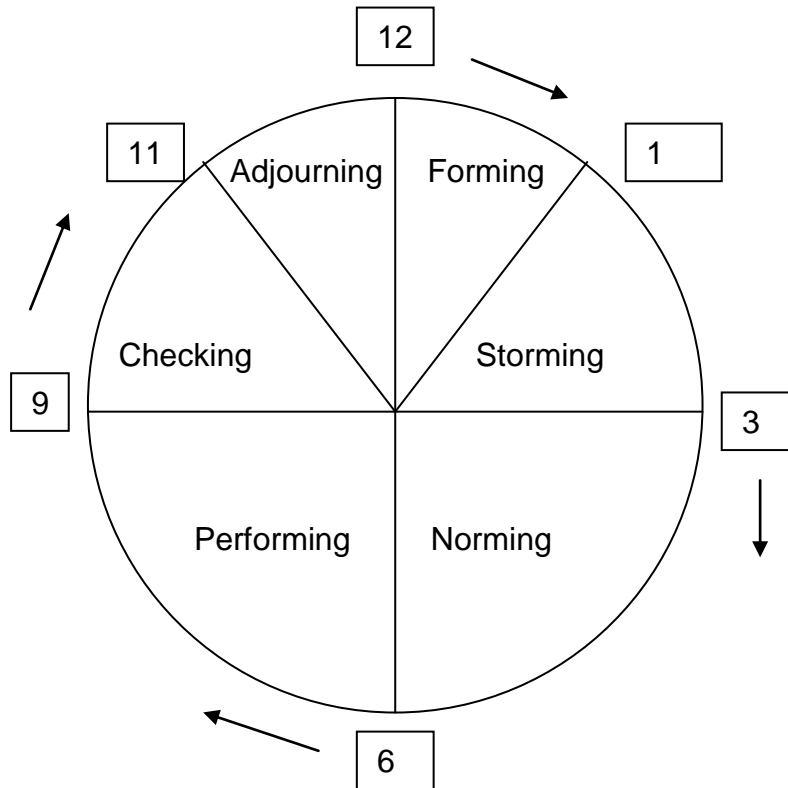 12
11
1
Adjourning
Forming
Checking
Storming
9
3
Performing
Norming
6